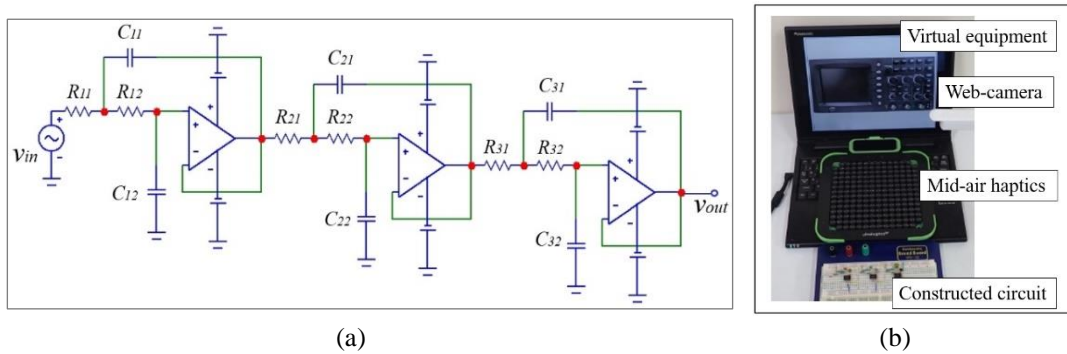 C11
R11
R12
C12
vin
C21
R21
R22
C22
C31
R31
R32
C32
vout
Virtual equipment
Web-camera
Mid-air haptics
Constructed circuit
(a)
(b)